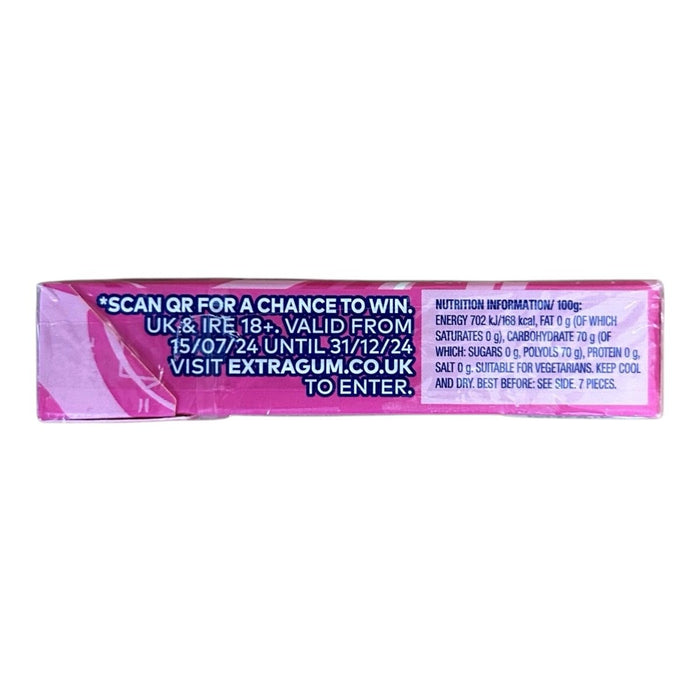 *SCAN QR FOR A CHANCE TO WIN.
UK & IRE 18+. VALID FROM
15/07/24 UNTIL 31/12/24
VISIT EXTRAGUM.CO.UK
TO ENTER.
NUTRITION INFORMATION/ 100g:
ENERGY 702 kJ/168 kcal, FAT 0 g (OF WHICH
SATURATES 0 g), CARBOHYDRATE 70 g (OF
WHICH: SUGARS 0 g, POLYOLS 70 g), PROTEIN 0 g,
SALT 0 g. SUITABLE FOR VEGETARIANS. KEEP COOL
AND DRY. BEST BEFORE: SEE SIDE. 7 PIECES.